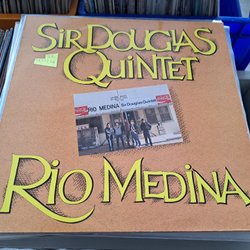 SIR DOUGLAS
QUINTET
RIO MEDINA Sir Douglas Quintet
RIO MEDINA